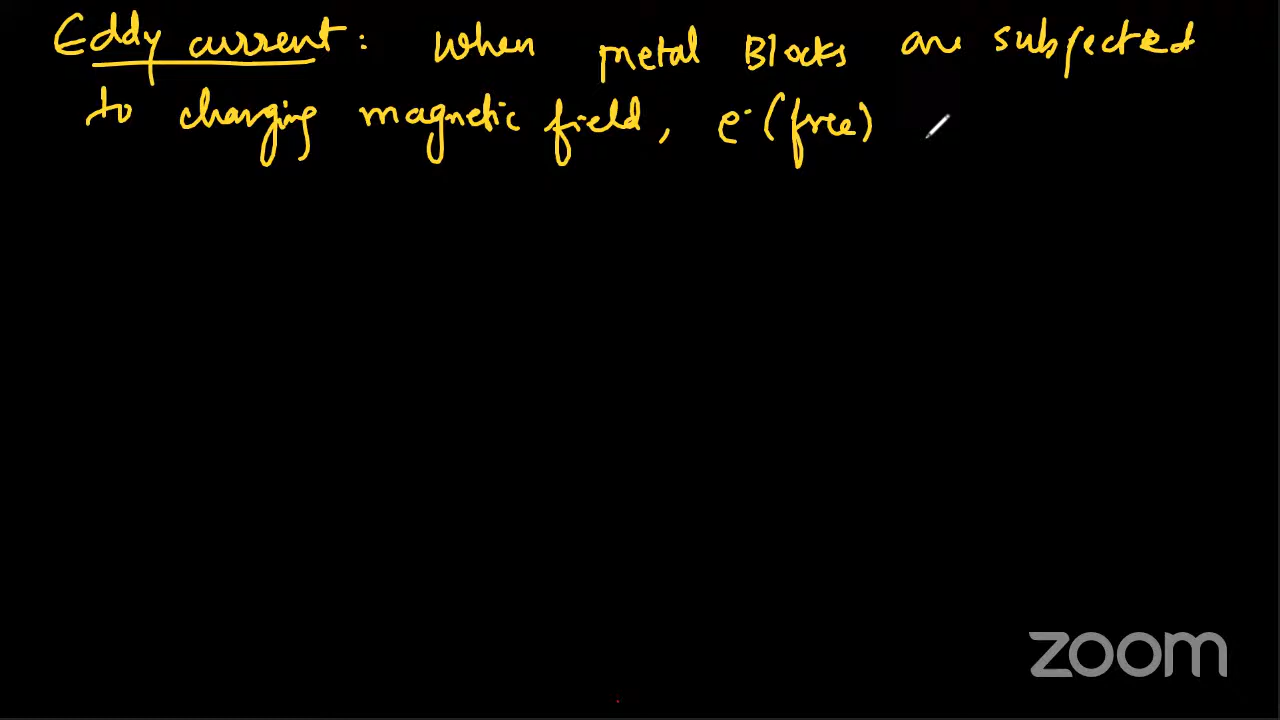 Eddy current: When metal Blocks are subjected
to changing magnetic field, e⁻(free)
zoom